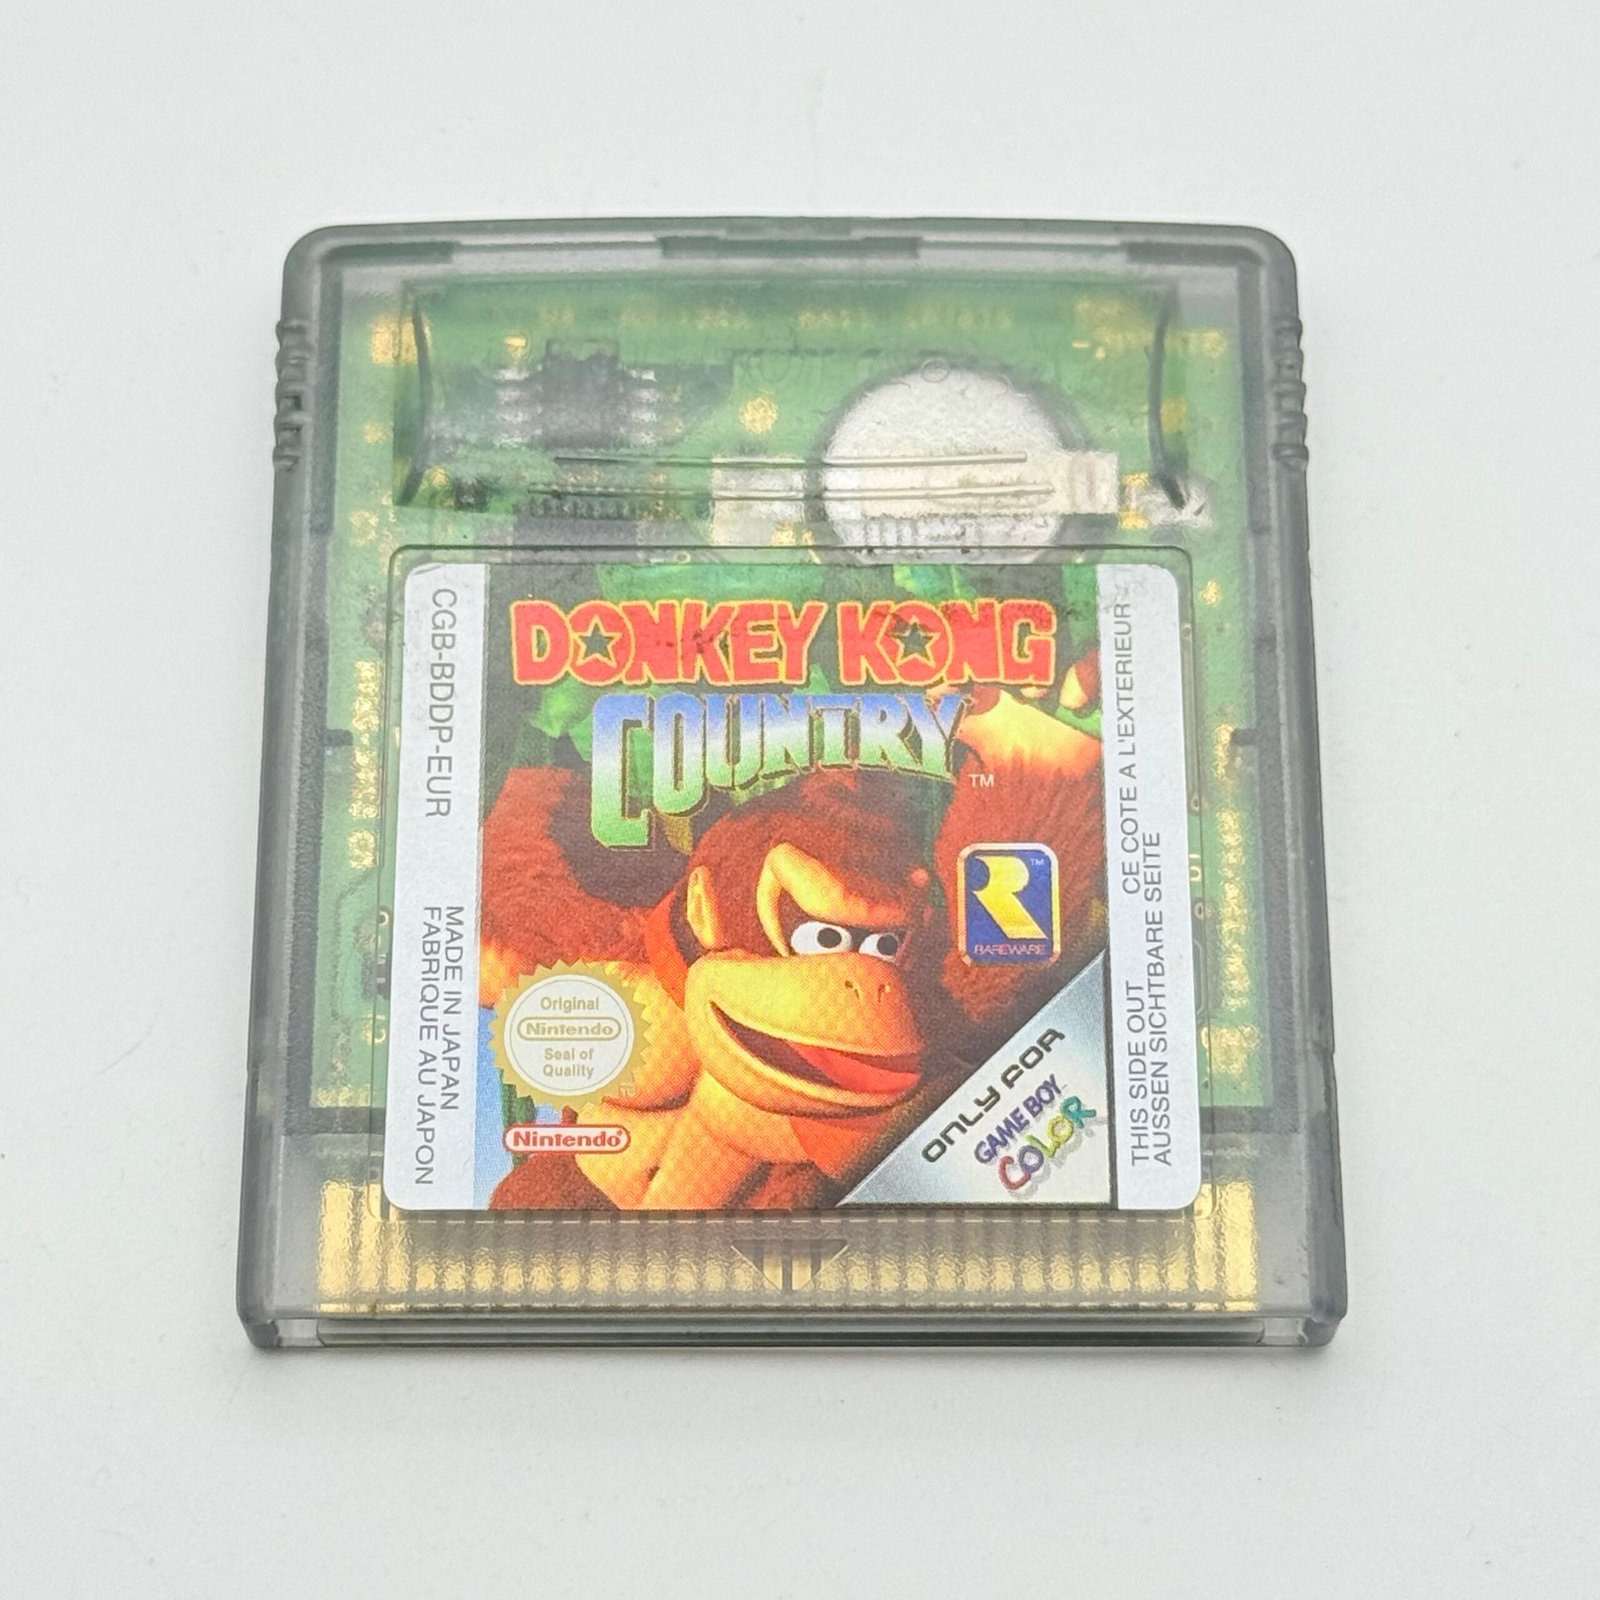 DONKEY KONG
COUNTRY
TM
CGB-BDDP-EUR
MADE IN JAPAN
FABRIQUE AU JAPON
TM
RAREWARE
Original
Nintendo
Seal of
Quality
Nintendo®
ONLY FOR
GAME BOY
COLOR
THIS SIDE OUT CE COTE A L'EXTERIEUR
AUSSEN SICHTBARE SEITE